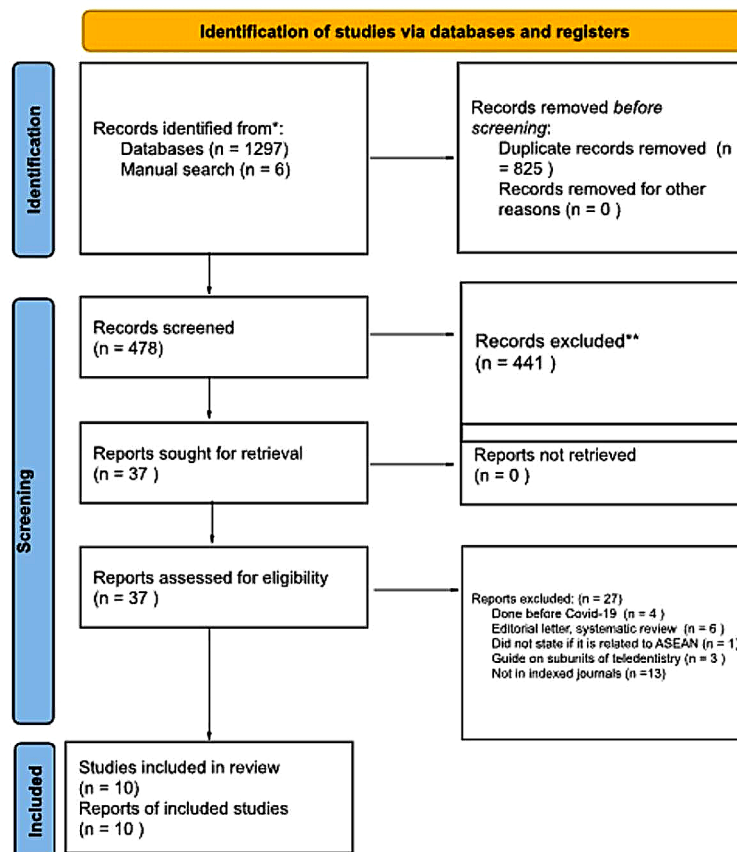 Identification of studies via databases and registers
Identification
Records identified from*:
Databases (n = 1297)
Manual search (n = 6)
Records removed before
screening:
Duplicate records removed (n
= 825 )
Records removed for other
reasons (n = 0 )
Screening
Records screened
(n = 478)
Records excluded**
(n = 441 )
Reports sought for retrieval
(n = 37 )
Reports not retrieved
(n = 0 )
Reports assessed for eligibility
(n = 37 )
Reports excluded: (n = 27)
Done before Covid-19 (n = 4 )
Editorial letter, systematic review (n = 6 )
Did not state if it is related to ASEAN (n = 1)
Guide on subunits of teledentistry (n = 3 )
Not in indexed journals (n =13)
Included
Studies included in review
(n = 10)
Reports of included studies
(n = 10 )